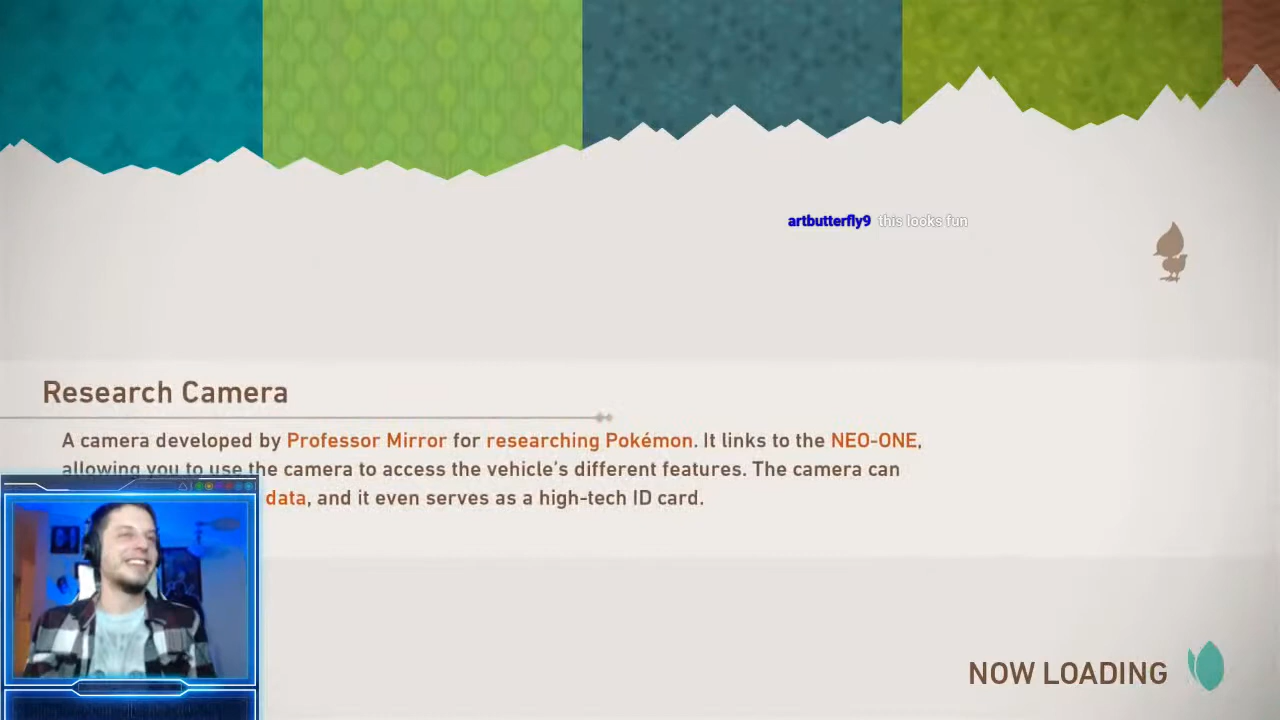 artbutterfly9 this looks fun
Research Camera
A camera developed by Professor Mirror for researching Pokémon. It links to the NEO-ONE,
allowing you to use the camera to access the vehicle's different features. The camera can
data, and it even serves as a high-tech ID card.
NOW LOADING